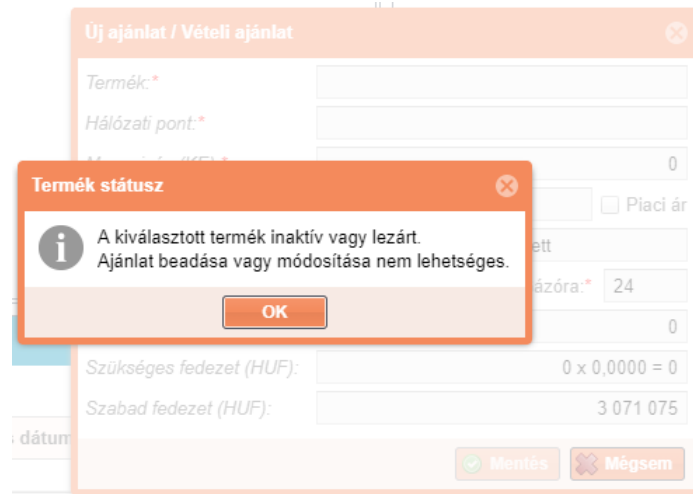 Új ajánlat / Vételi ajánlat
Termék:*
Hálózati pont:*
0
Termék státusz
Piaci ár
A kiválasztott termék inaktív vagy lezárt.
Ajánlat beadása vagy módosítása nem lehetséges.
ett
ázóra:* 24
OK
0
Szükséges fedezet (HUF): 0 x 0,0000 = 0
Szabad fedezet (HUF): 3 071 075
s dátum
Mentés Mégsem